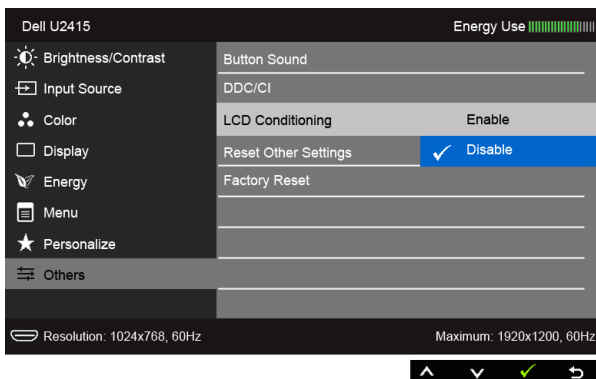 Dell U2415 Energy Use
Brightness/Contrast Button Sound
Input Source DDC/CI
Color LCD Conditioning Enable
Display Reset Other Settings Disable
Energy Factory Reset
Menu
Personalize
Others
Resolution: 1024x768, 60Hz Maximum: 1920x1200, 60Hz